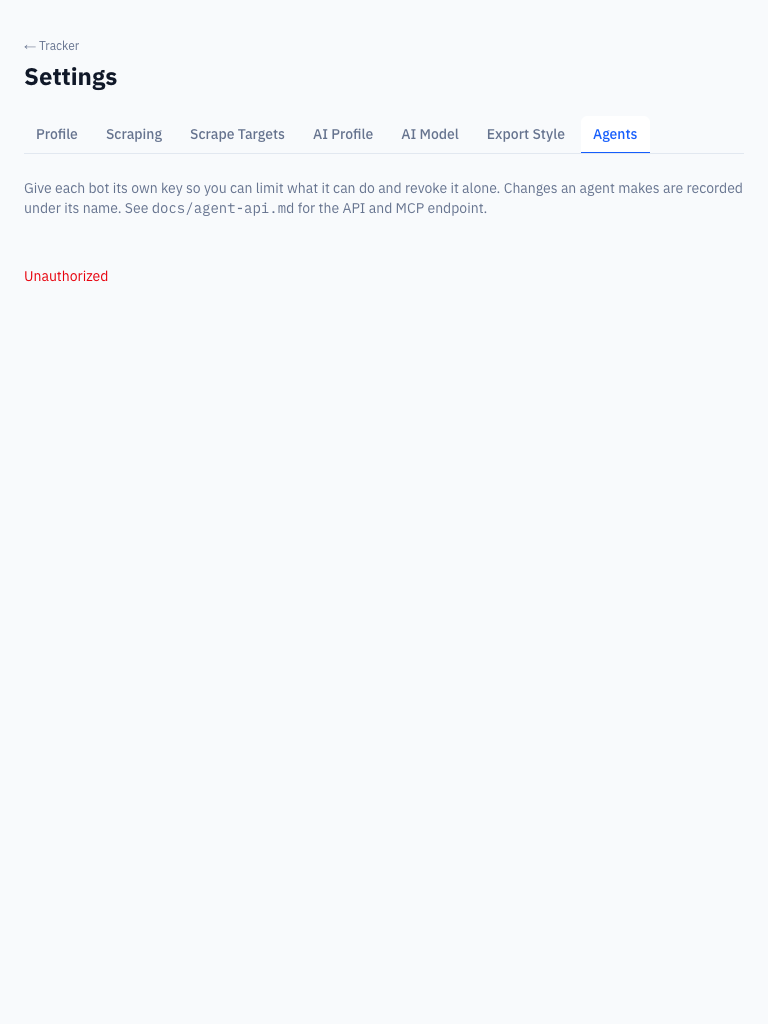 ← Tracker
Settings
Profile Scraping Scrape Targets AI Profile AI Model Export Style Agents
Give each bot its own key so you can limit what it can do and revoke it alone. Changes an agent makes are recorded
under its name. See docs/agent-api.md for the API and MCP endpoint.
Unauthorized